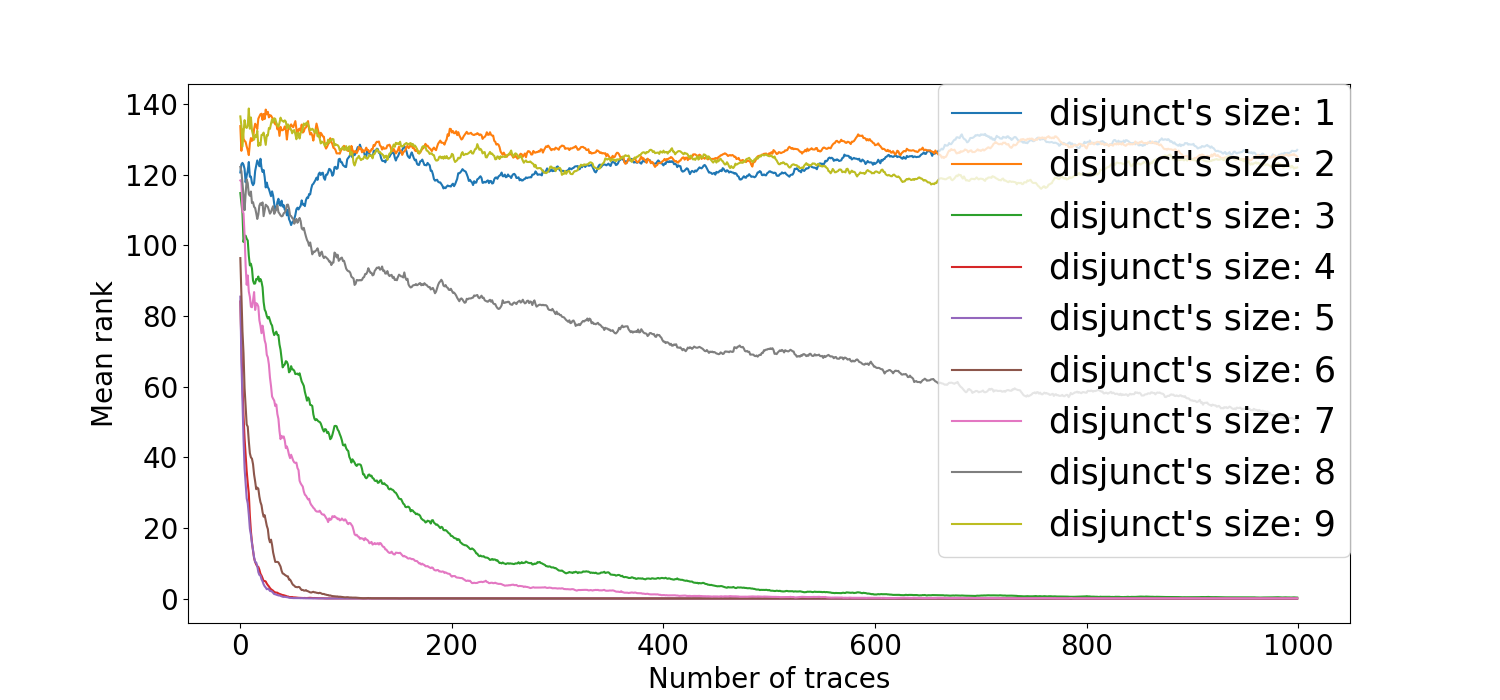 140
120
100
80
60
40
20
0
Mean rank
0 200 400 600 800 1000
Number of traces
disjunct's size: 1
disjunct's size: 2
disjunct's size: 3
disjunct's size: 4
disjunct's size: 5
disjunct's size: 6
disjunct's size: 7
disjunct's size: 8
disjunct's size: 9